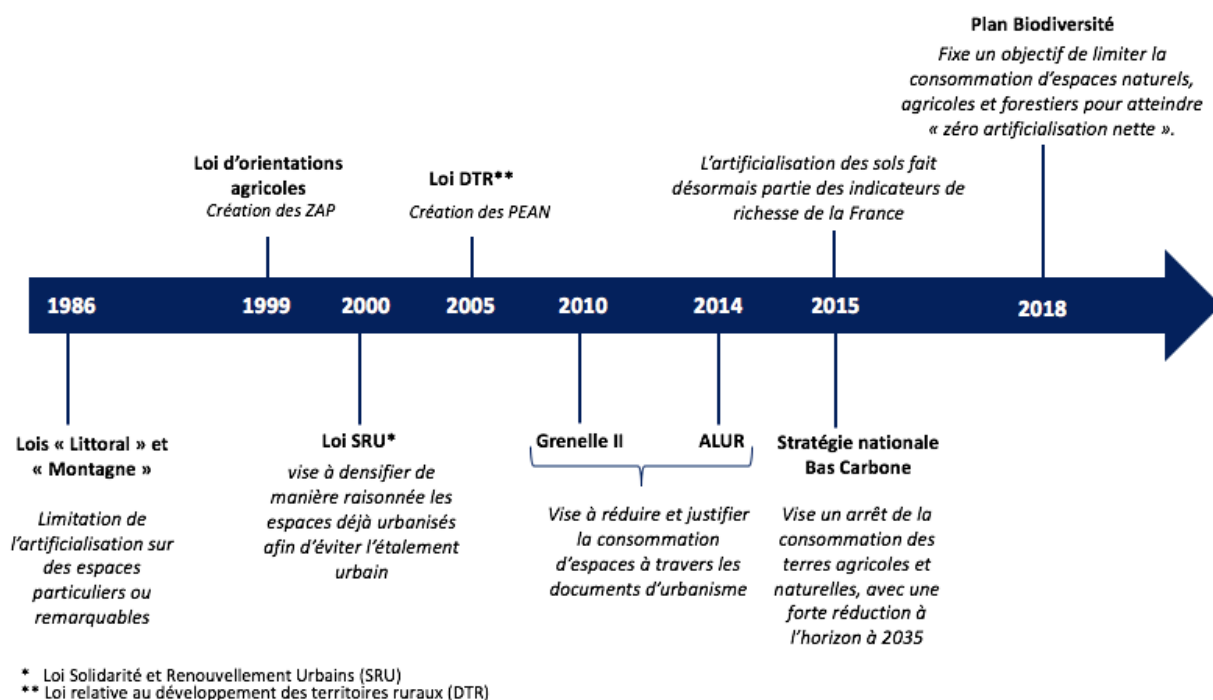 Plan Biodiversité
Fixe un objectif de limiter la
consommation d'espaces naturels,
agricoles et forestiers pour atteindre
« zéro artificialisation nette ».
Loi d'orientations
agricoles
Création des ZAP
Loi DTR**
Création des PEAN
L'artificialisation des sols fait
désormais partie des indicateurs de
richesse de la France
1986 1999 2000 2005 2010 2014 2015 2018
Lois « Littoral » et
« Montagne »
Limitation de
l'artificialisation sur
des espaces
particuliers ou
remarquables
Loi SRU*
vise à densifier de
manière raisonnée les
espaces déjà urbanisés
afin d'éviter l'étalement
urbain
Grenelle II ALUR
Vise à réduire et justifier
la consommation
d'espaces à travers les
documents d'urbanisme
Stratégie nationale
Bas Carbone
Vise un arrêt de la
consommation des
terres agricoles et
naturelles, avec une
forte réduction à
l'horizon à 2035
* Loi Solidarité et Renouvellement Urbains (SRU)
** Loi relative au développement des territoires ruraux (DTR)